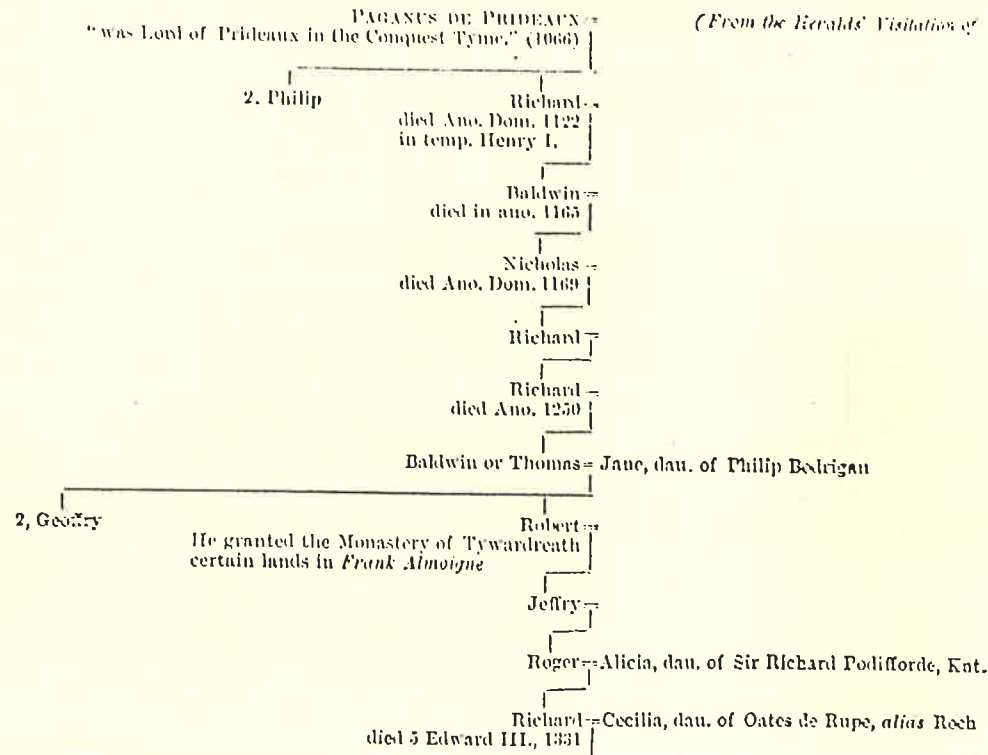 PAGANUS DE PRIDEAUX =
(From the Heralds' Visitation of
"was Lord of Prideaux in the Conquest Tyme." (1066)
2. Philip
Richard =
died Ano. Dom. 1122
in temp. Henry I.
Baldwin =
died in ano. 1165
Nicholas =
died Ano. Dom. 1169
Richard =
Richard =
died Ano. 1250
Baldwin or Thomas = Jane, dau. of Philip Bodrigan
2, Geoffry
Robert =
He granted the Monastery of Tywardreath
certain lands in Frank Almoigne
Jeffry =
Roger = Alicia, dau. of Sir Richard Podifforde, Knt.
Richard = Cecilia, dau. of Oates de Rupe, alias Roch
died 5 Edward III., 1331